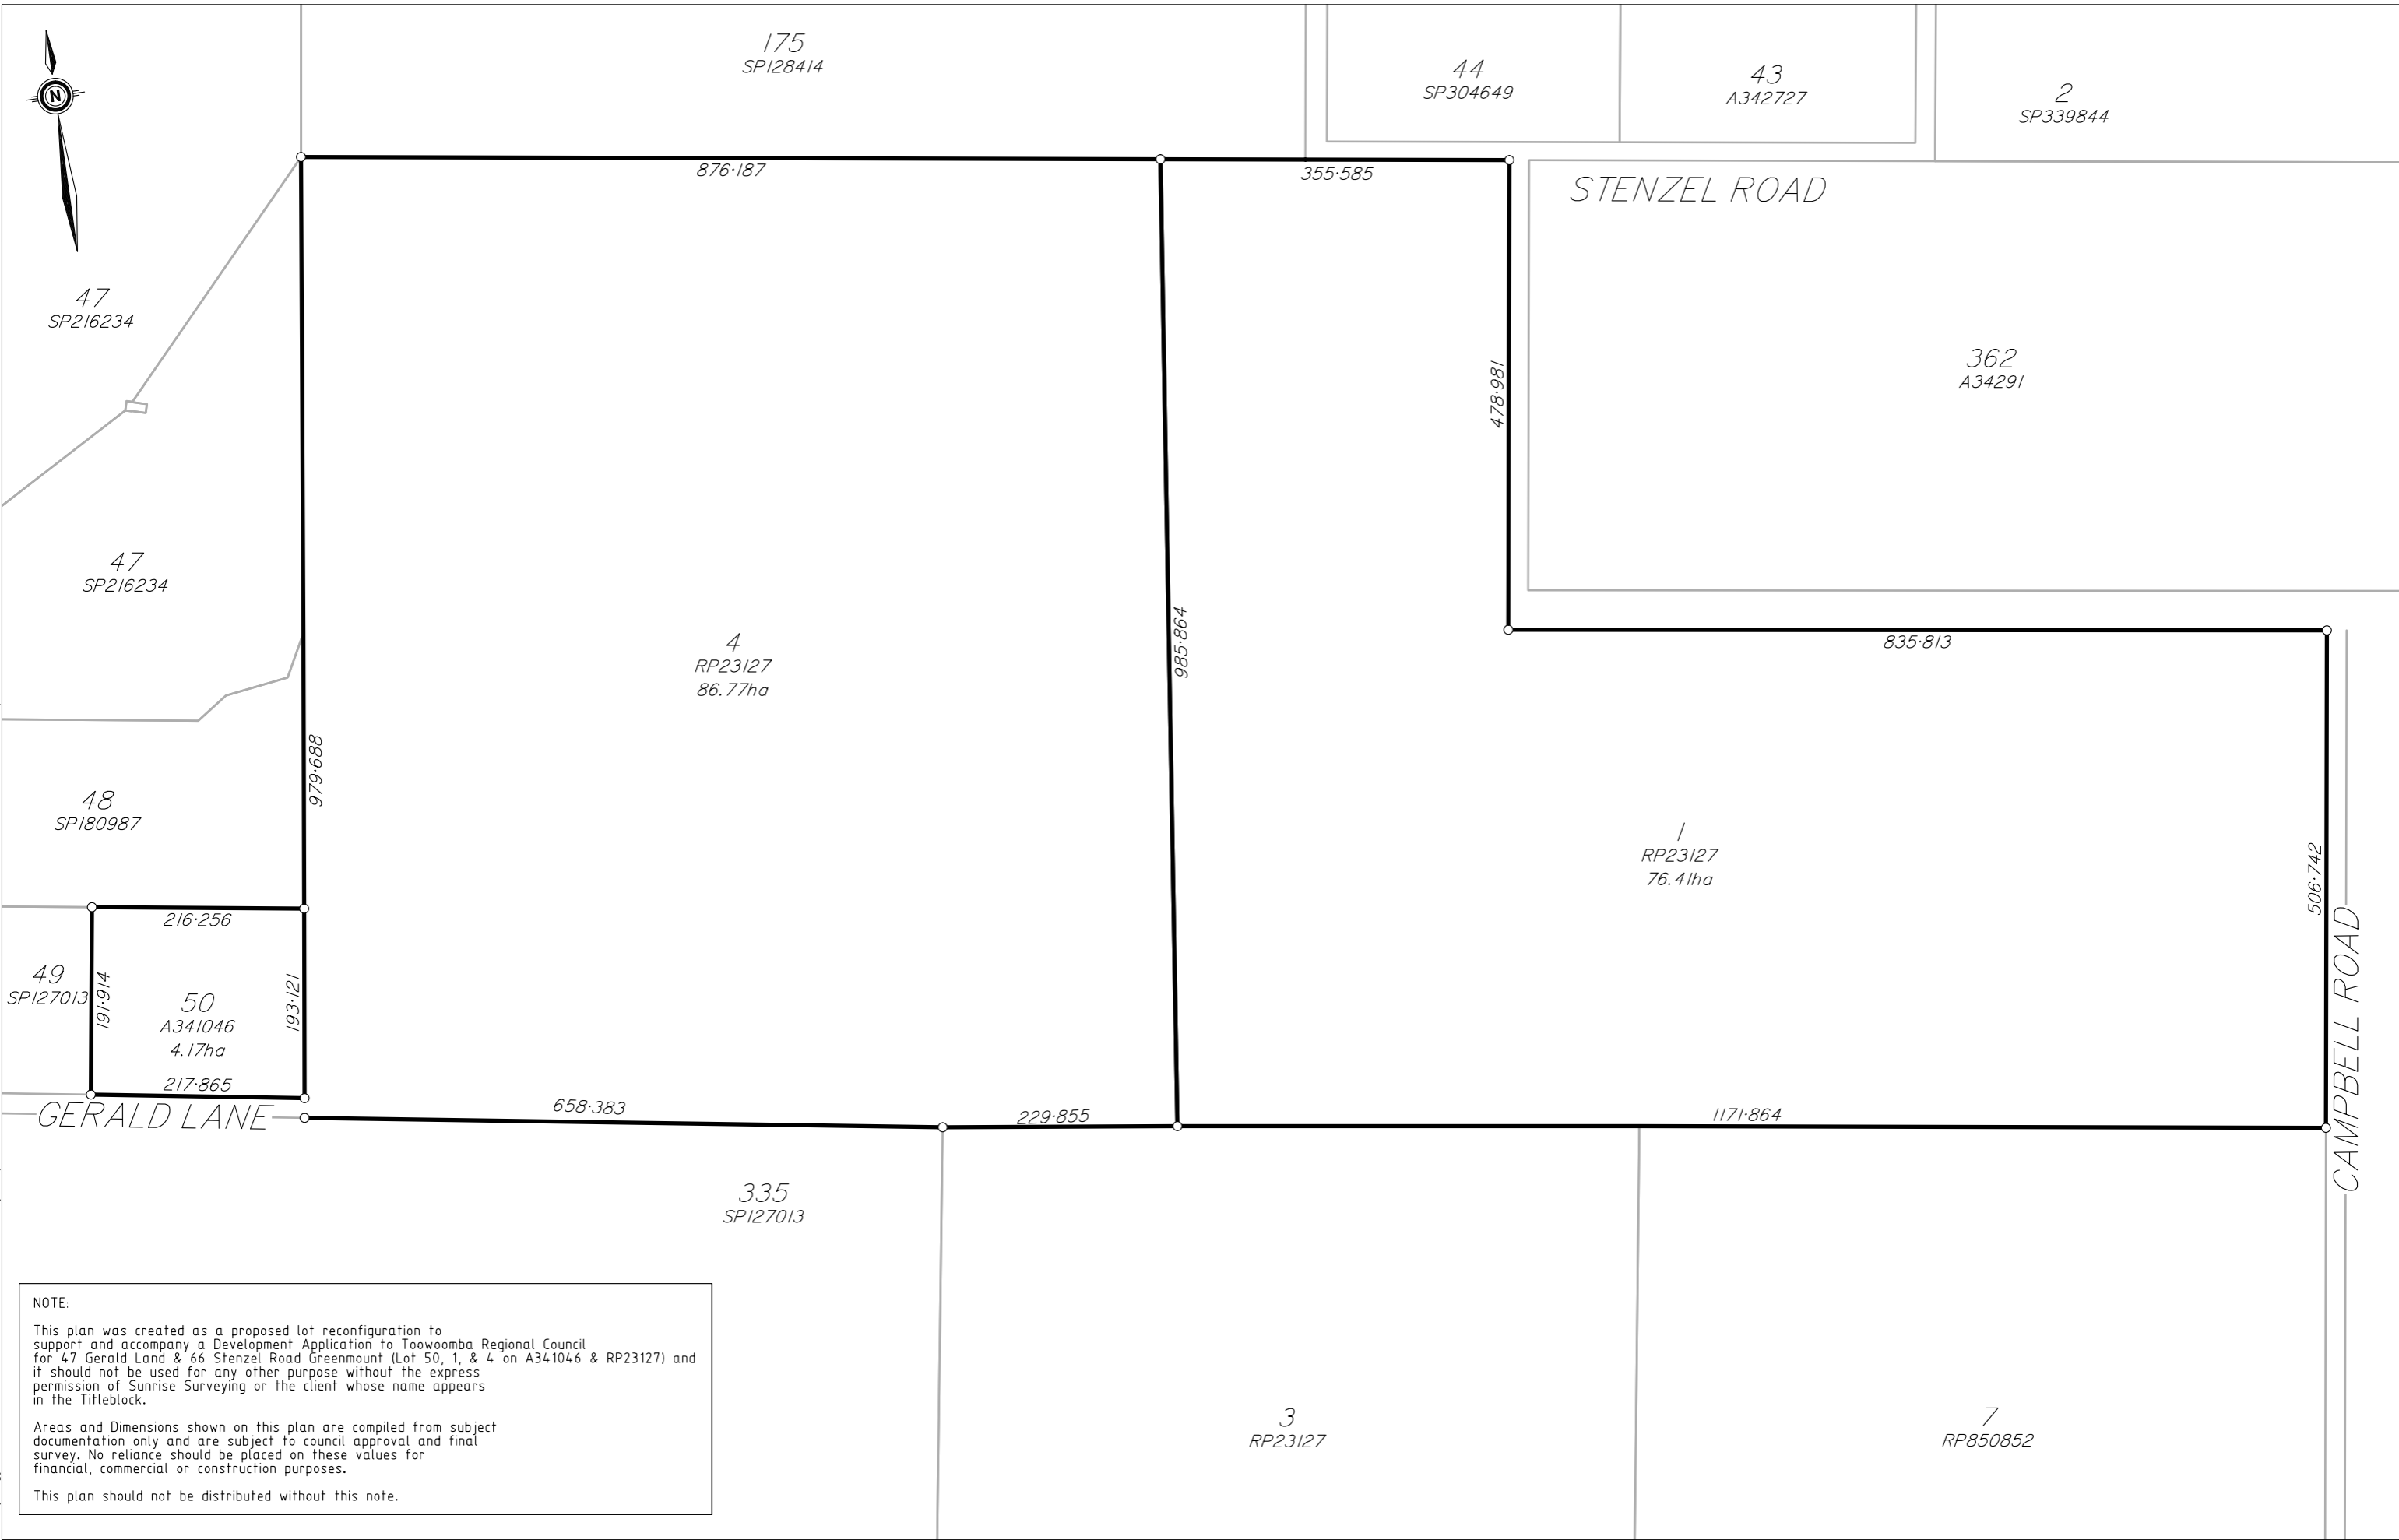 175
SP128414
44
SP304649
43
A342727
2
SP339844
N
876·187
355·585
STENZEL ROAD
47
SP216234
362
A34291
478·981
47
SP216234
985·864
835·813
4
RP23127
86.77ha
979·688
48
SP180987
1
RP23127
76.41ha
506·742
216·256
CAMPBELL ROAD
49
SP127013
191·914
50
A341046
4.17ha
193·121
217·865
GERALD LANE
658·383
229·855
1171·864
335
SP127013
NOTE:
This plan was created as a proposed lot reconfiguration to
support and accompany a Development Application to Toowoomba Regional Council
for 47 Gerald Land & 66 Stenzel Road Greenmount (Lot 50, 1, & 4 on A341046 & RP23127) and
it should not be used for any other purpose without the express
permission of Sunrise Surveying or the client whose name appears
in the Titleblock.
Areas and Dimensions shown on this plan are compiled from subject
documentation only and are subject to council approval and final
survey. No reliance should be placed on these values for
financial, commercial or construction purposes.
This plan should not be distributed without this note.
3
RP23127
7
RP850852